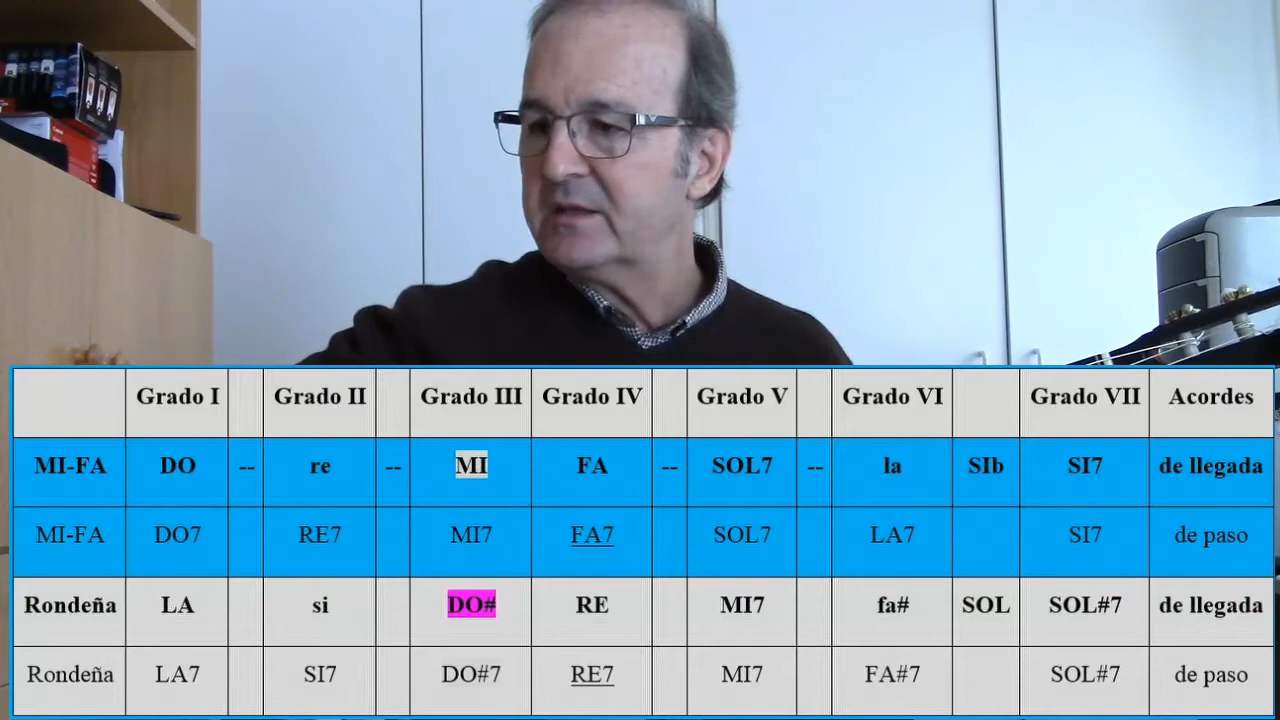 Grado I Grado II Grado III Grado IV Grado V Grado VI Grado VII Acordes
MI-FA DO -- re -- MI FA -- SOL7 -- la SIb SI7 de llegada
MI-FA DO7 RE7 MI7 FA7 SOL7 LA7 SI7 de paso
Rondeña LA si DO# RE MI7 fa# SOL SOL#7 de llegada
Rondeña LA7 SI7 DO#7 RE7 MI7 FA#7 SOL#7 de paso